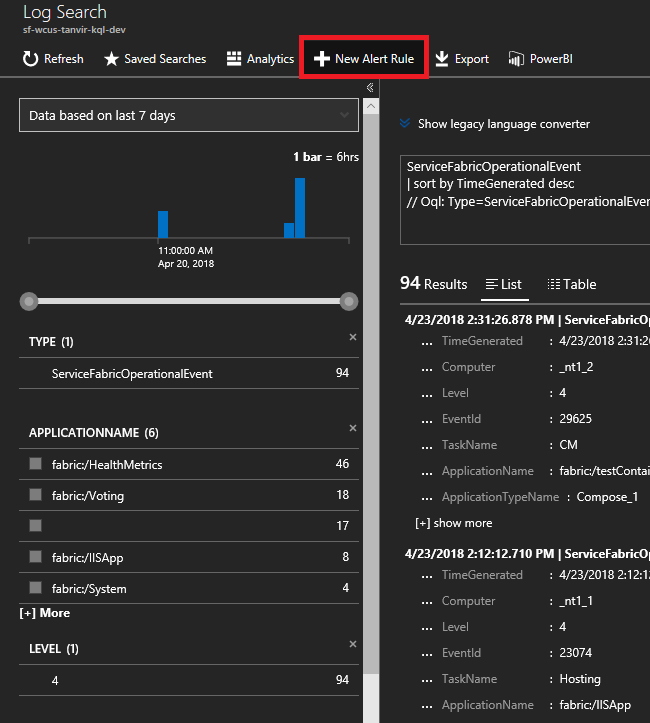 Log Search
sf-wcus-tanvir-kql-dev
Refresh Saved Searches Analytics New Alert Rule Export PowerBI
Data based on last 7 days
1 bar = 6hrs
11:00:00 AM
Apr 20, 2018
TYPE (1)
ServiceFabricOperationalEvent 94
APPLICATIONNAME (6)
fabric:/HealthMetrics 46
fabric:/Voting 18
17
fabric:/IISApp 8
fabric:/System 4
[+] More
LEVEL (1)
4 94
Show legacy language converter
ServiceFabricOperationalEvent
| sort by TimeGenerated desc
// Oql: Type=ServiceFabricOperationalEven
94 Results List Table
4/23/2018 2:31:26.878 PM | ServiceFabricO
... TimeGenerated : 4/23/2018 2:31:26
... Computer : _nt1_2
... Level : 4
... EventId : 29625
... TaskName : CM
... ApplicationName : fabric:/testContai
... ApplicationTypeName : Compose_1
[+] show more
4/23/2018 2:12:12.710 PM | ServiceFabricO
... TimeGenerated : 4/23/2018 2:12:12
... Computer : _nt1_1
... Level : 4
... EventId : 23074
... TaskName : Hosting
... ApplicationName : fabric:/IISApp